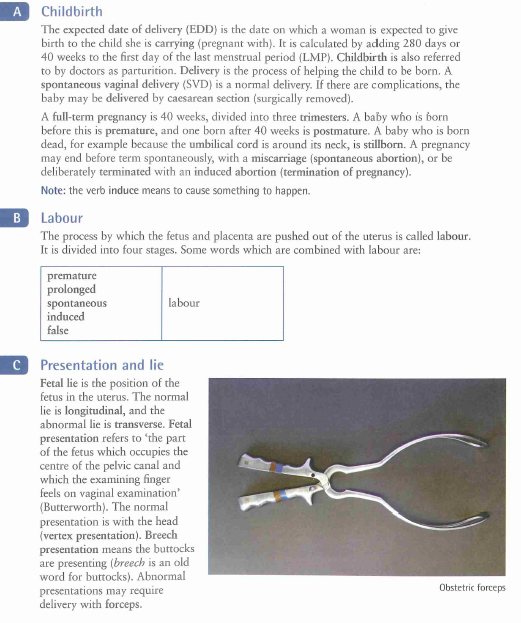 A Childbirth
The expected date of delivery (EDD) is the date on which a woman is expected to give
birth to the child she is carrying (pregnant with). It is calculated by adding 280 days or
40 weeks to the first day of the last menstrual period (LMP). Childbirth is also referred
to by doctors as parturition. Delivery is the process of helping the child to be born. A
spontaneous vaginal delivery (SVD) is a normal delivery. If there are complications, the
baby may be delivered by caesarean section (surgically removed).
A full-term pregnancy is 40 weeks, divided into three trimesters. A baby who is born
before this is premature, and one born after 40 weeks is postmature. A baby who is born
dead, for example because the umbilical cord is around its neck, is stillborn. A pregnancy
may end before term spontaneously, with a miscarriage (spontaneous abortion), or be
deliberately terminated with an induced abortion (termination of pregnancy).
Note: the verb induce means to cause something to happen.
B Labour
The process by which the fetus and placenta are pushed out of the uterus is called labour.
It is divided into four stages. Some words which are combined with labour are:
premature
prolonged
spontaneous labour
induced
false
C Presentation and lie
Fetal lie is the position of the
fetus in the uterus. The normal
lie is longitudinal, and the
abnormal lie is transverse. Fetal
presentation refers to 'the part
of the fetus which occupies the
centre of the pelvic canal and
which the examining finger
feels on vaginal examination'
(Butterworth). The normal
presentation is with the head
(vertex presentation). Breech
presentation means the buttocks
are presenting (breech is an old
word for buttocks). Abnormal
presentations may require
delivery with forceps.
Obstetric forceps